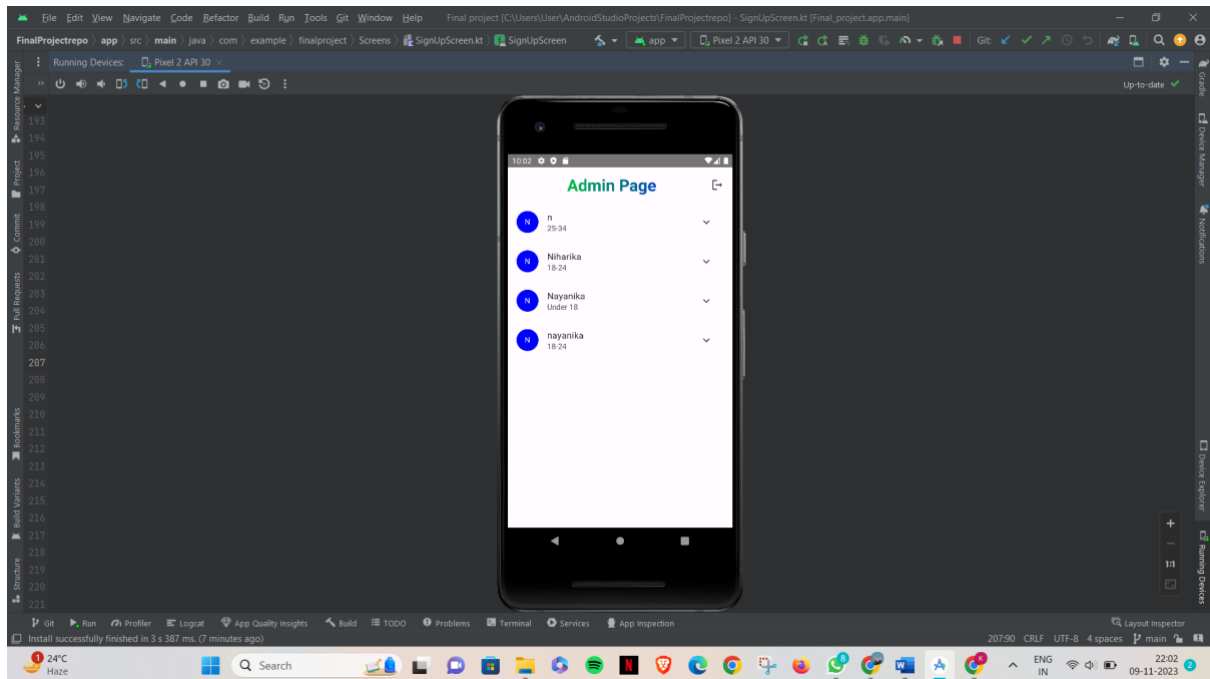 File Edit View Navigate Code Refactor Build Run Tools Git Window Help Final project [C:\Users\User\AndroidStudioProjects\FinalProjectrepo] - SignUpScreen.kt [Final_project.app.main]
FinalProjectrepo app src main java com example finalproject Screens SignUpScreen.kt SignUpScreen app Pixel 2 API 30 Git:
Running Devices: Pixel 2 API 30
Up-to-date
Resource Manager
Project
Commit
Pull Requests
Bookmarks
Build Variants
Structure
193
194
195
196
197
198
199
200
201
202
203
204
205
206
207
208
209
210
211
212
213
214
215
216
217
218
219
220
221
10:02
Admin Page
N n
25-34
N Niharika
18-24
N Nayanika
Under 18
N nayanika
18-24
Gradle
Device Manager
Notifications
Device Explorer
Running Devices
1:1
Git Run Profiler Logcat App Quality Insights Build TODO Problems Terminal Services App Inspection Layout Inspector
Install successfully finished in 3 s 387 ms. (7 minutes ago) 207:90 CRLF UTF-8 4 spaces main
1 24°C
Haze
Search
ENG
IN
22:02
09-11-2023
2